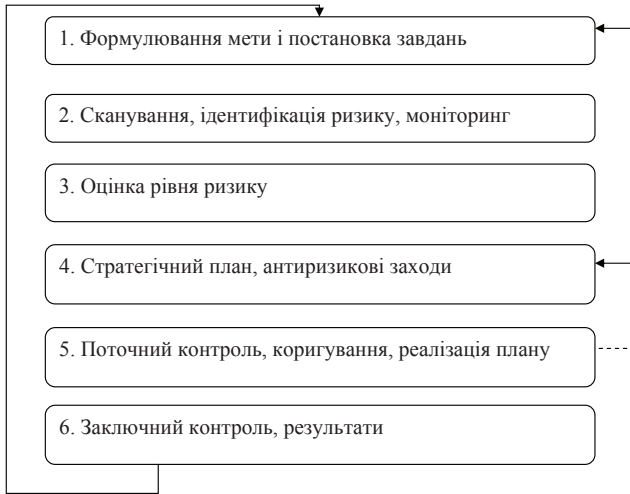 1. Формулювання мети і постановка завдань
2. Сканування, ідентифікація ризику, моніторинг
3. Оцінка рівня ризику
4. Стратегічний план, антиризикові заходи
5. Поточний контроль, коригування, реалізація плану
6. Заключний контроль, результати